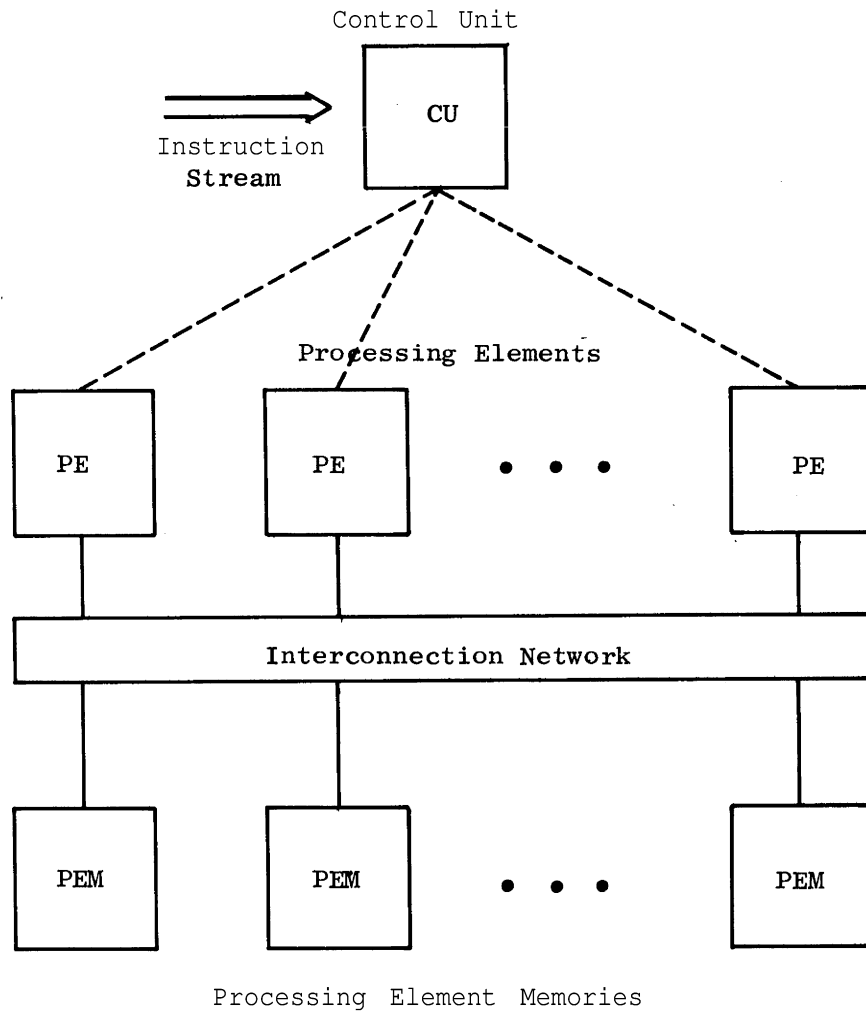 Control Unit
CU
Instruction
Stream
Processing Elements
PE PE PE
Interconnection Network
PEM PEM PEM
Processing Element Memories